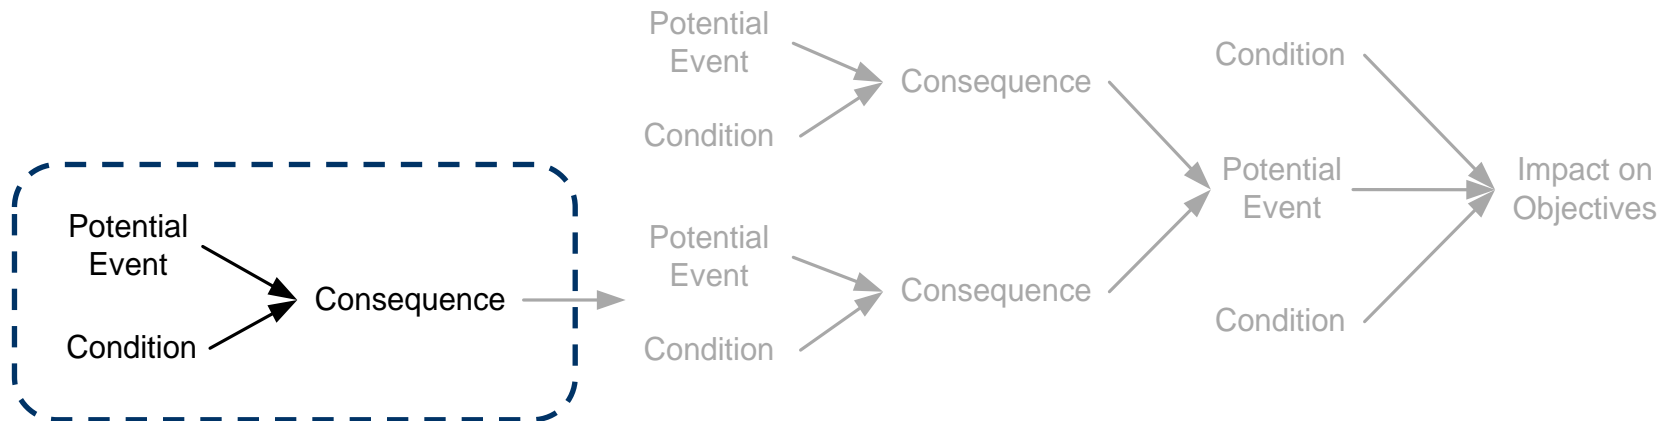 Potential
Event
Condition
Consequence
Potential
Event
Condition
Consequence
Potential
Event
Condition
Consequence
Condition
Potential
Event
Condition
Impact on
Objectives